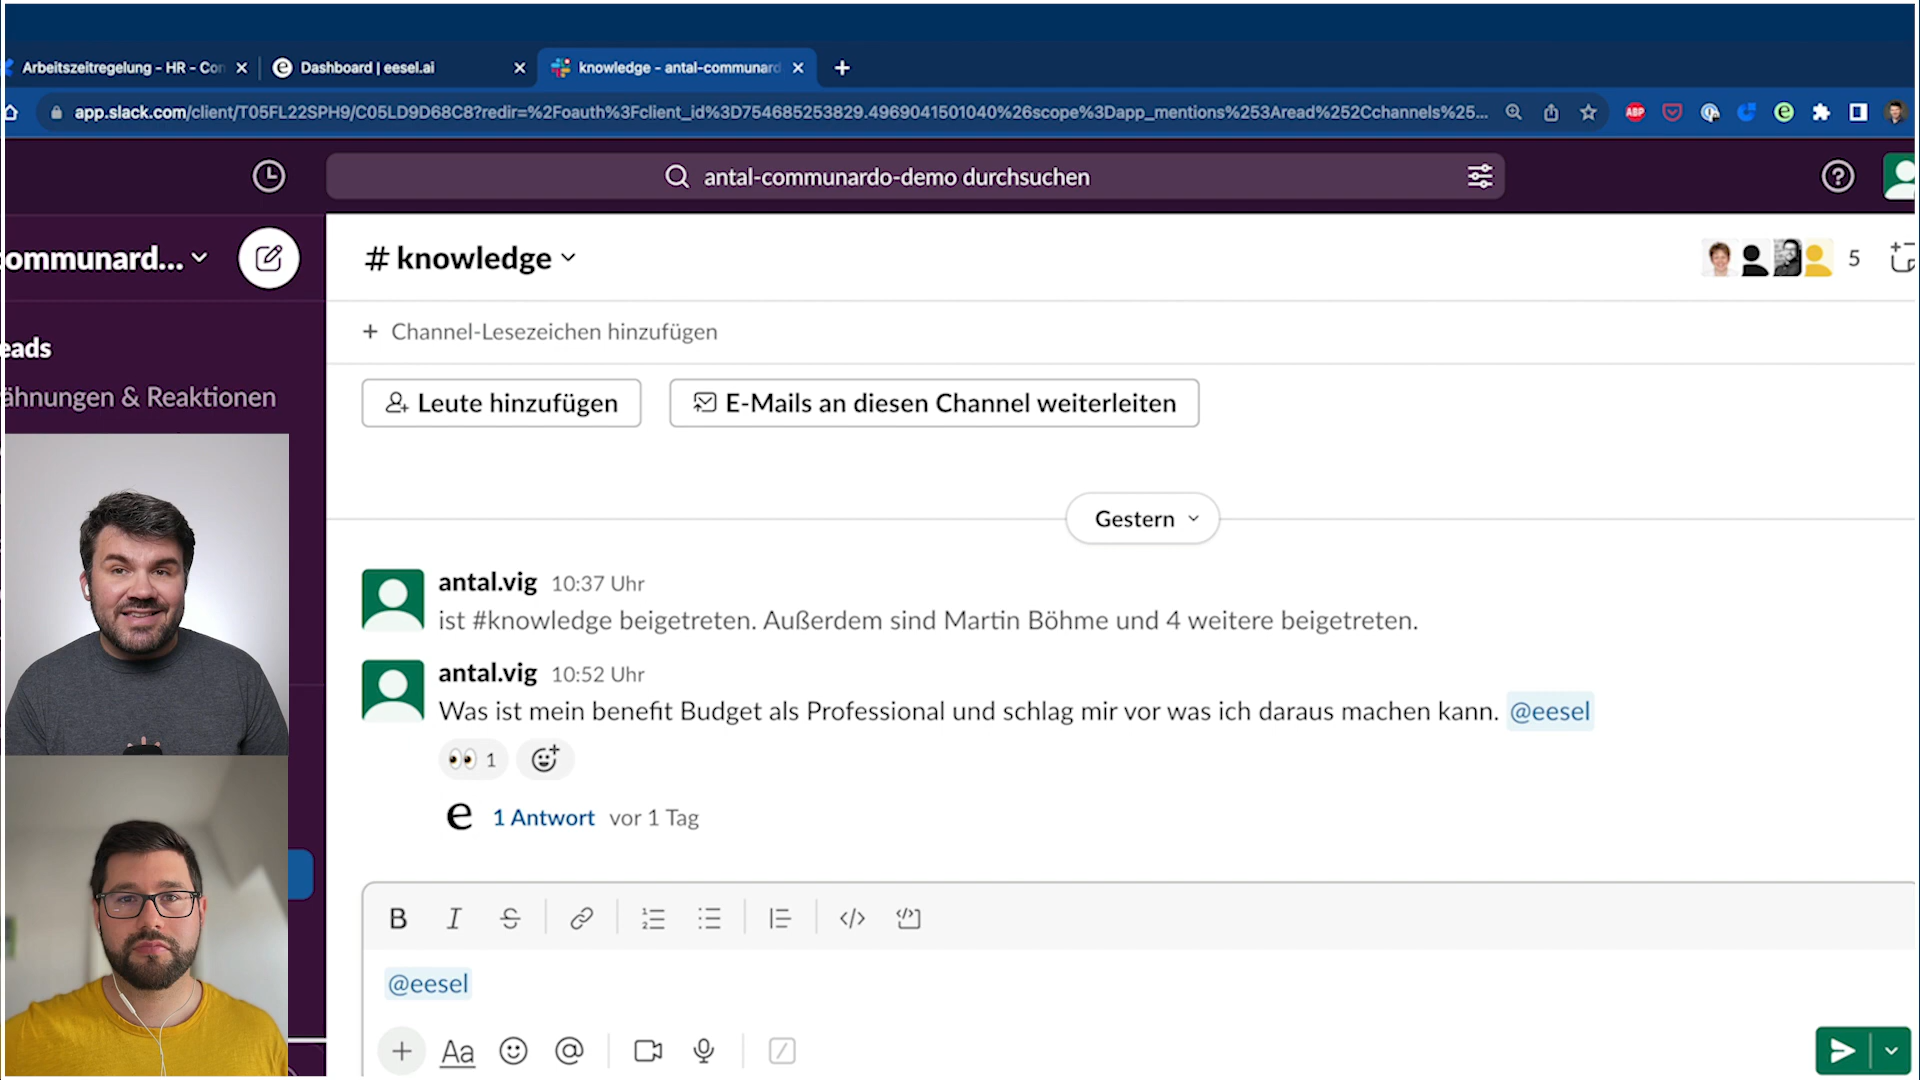 Arbeitszeitregelung – HR – Con
Dashboard | eesel.ai
knowledge – antal-communard
app.slack.com/client/T05FL22SPH9/C05LD9D68C8?redir=%2Foauth%3Fclient_id%3D754685253829.4969041501040%26scope%3Dapp_mentions%253Aread%252Cchannels%25...
ABP
antal-communardo-demo durchsuchen
ommunard...
# knowledge
5
eads
+ Channel-Lesezeichen hinzufügen
ähnungen & Reaktionen
Leute hinzufügen
E-Mails an diesen Channel weiterleiten
Gestern
antal.vig 10:37 Uhr
ist #knowledge beigetreten. Außerdem sind Martin Böhme und 4 weitere beigetreten.
antal.vig 10:52 Uhr
Was ist mein benefit Budget als Professional und schlag mir vor was ich daraus machen kann. @eesel
1
e 1 Antwort vor 1 Tag
B I S
@eesel
Aa